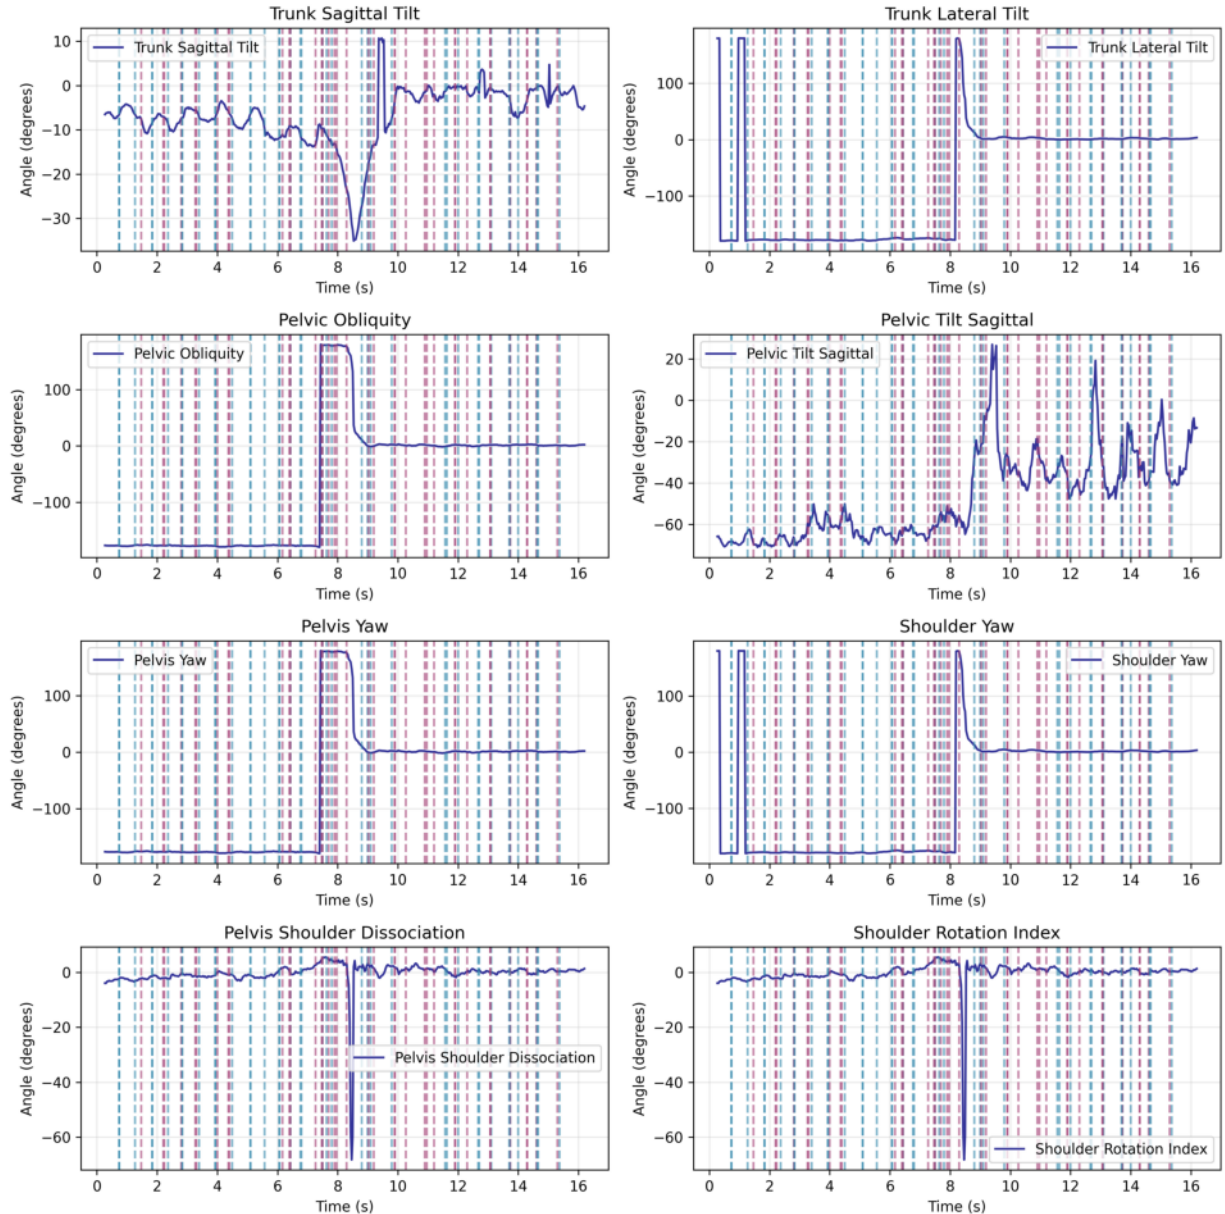 Trunk Sagittal Tilt
Trunk Sagittal Tilt
Angle (degrees)
10
0
−10
−20
−30
0 2 4 6 8 10 12 14 16
Time (s)
Trunk Lateral Tilt
Trunk Lateral Tilt
Angle (degrees)
100
0
−100
0 2 4 6 8 10 12 14 16
Time (s)
Pelvic Obliquity
Pelvic Obliquity
Angle (degrees)
100
0
−100
0 2 4 6 8 10 12 14 16
Time (s)
Pelvic Tilt Sagittal
Pelvic Tilt Sagittal
Angle (degrees)
20
0
−20
−40
−60
0 2 4 6 8 10 12 14 16
Time (s)
Pelvis Yaw
Pelvis Yaw
Angle (degrees)
100
0
−100
0 2 4 6 8 10 12 14 16
Time (s)
Shoulder Yaw
Shoulder Yaw
Angle (degrees)
100
0
−100
0 2 4 6 8 10 12 14 16
Time (s)
Pelvis Shoulder Dissociation
Angle (degrees)
0
−20
−40
−60
Pelvis Shoulder Dissociation
0 2 4 6 8 10 12 14 16
Time (s)
Shoulder Rotation Index
Angle (degrees)
0
−20
−40
−60
Shoulder Rotation Index
0 2 4 6 8 10 12 14 16
Time (s)